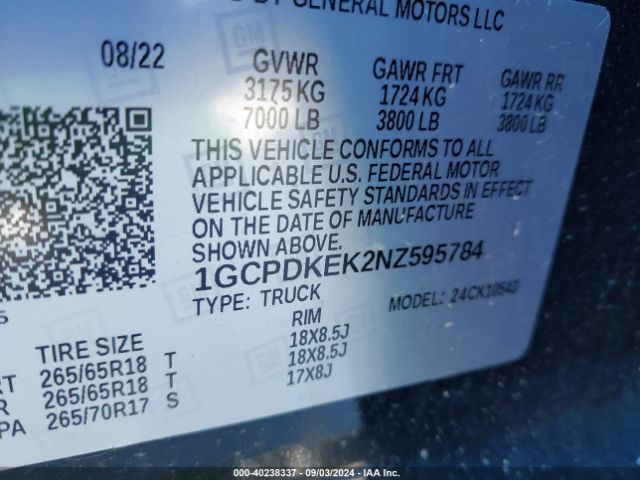 BY GENERAL MOTORS LLC
08/22
GVWR GAWR FRT GAWR RR
3175 KG 1724 KG 1724 KG
7000 LB 3800 LB 3800 LB
THIS VEHICLE CONFORMS TO ALL
APPLICABLE U.S. FEDERAL MOTOR
VEHICLE SAFETY STANDARDS IN EFFECT
ON THE DATE OF MANUFACTURE
SHOWN ABOVE.
1GCPDKEK2NZ595784
TYPE: TRUCK MODEL: 24CK10543
TIRE SIZE RIM
RT 265/65R18 T 18X8.5J
R 265/65R18 T 18X8.5J
PA 265/70R17 S 17X8J
GM
000-40238337 - 09/03/2024 - IAA Inc.